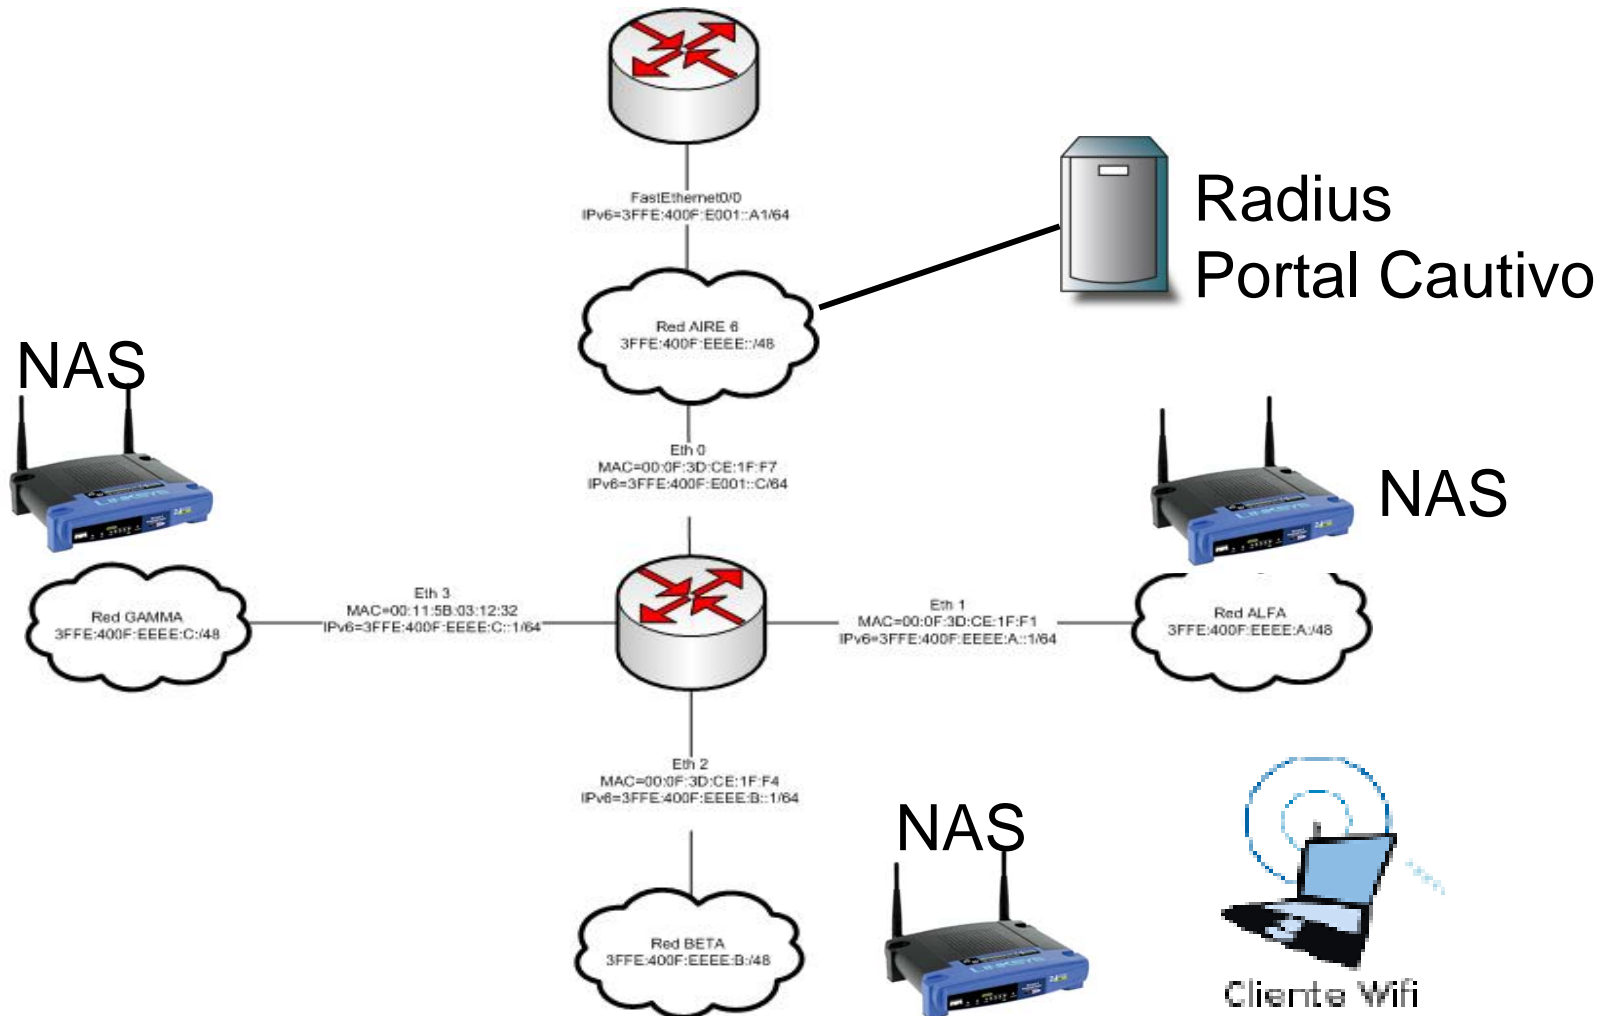 FastEthernet0/0
IPv6=3FFE:400F:E001::A1/64
Radius
Portal Cautivo
Red AIRE 6
3FFE:400F:EEEE::/48
NAS
Eth 0
MAC=00:0F:3D:CE:1F:F7
IPv6=3FFE:400F:E001::C/64
NAS
LINKSYS
LINKSYS
Eth 3
MAC=00:11:5B:03:12:32
IPv6=3FFE:400F:EEEE:C::1/64
Eth 1
MAC=00:0F:3D:CE:1F:F1
IPv6=3FFE:400F:EEEE:A::1/64
Red GAMMA
3FFE:400F:EEEE:C:/48
Red ALFA
3FFE:400F:EEEE:A:/48
Eth 2
MAC=00:0F:3D:CE:1F:F4
IPv6=3FFE:400F:EEEE:B::1/64
NAS
Red BETA
3FFE:400F:EEEE:B:/48
LINKSYS
Cliente Wifi